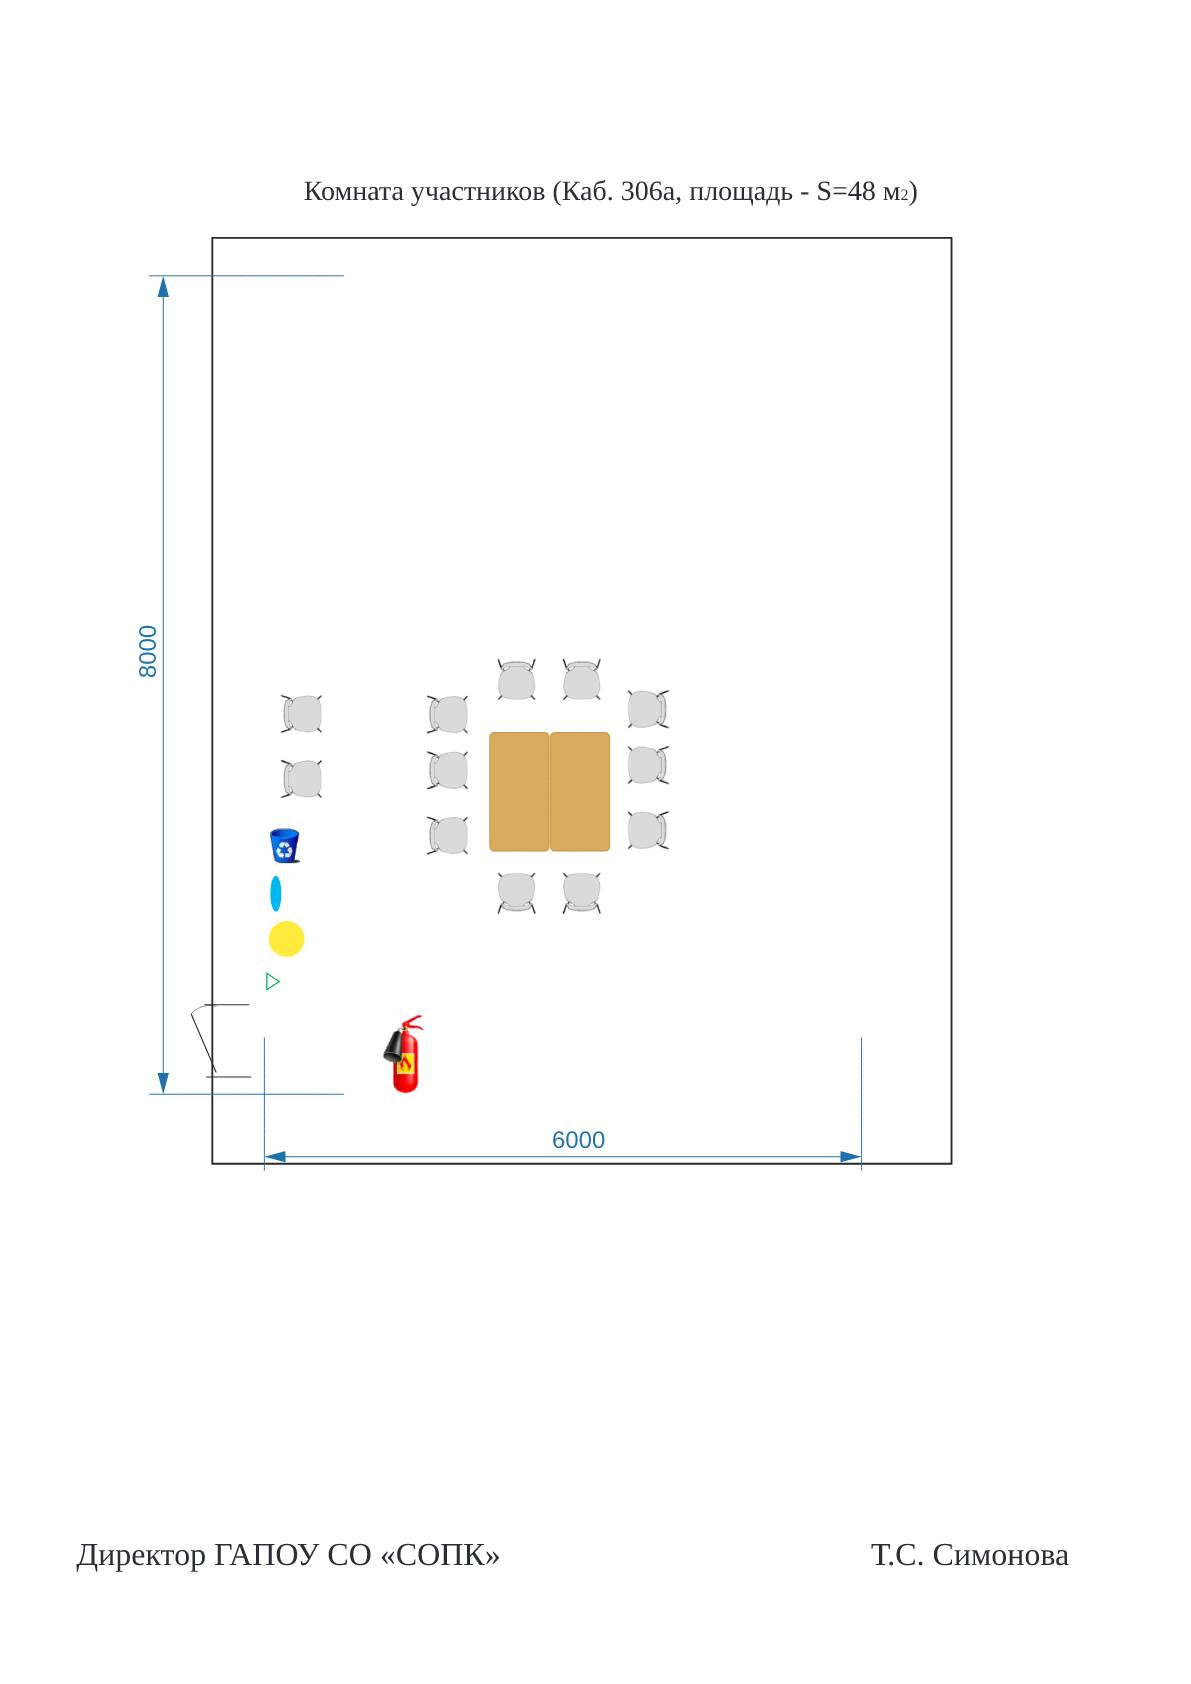 Комната участников (Каб. 306а, площадь - S=48 м2)
8000
6000
Директор ГАПОУ СО «СОПК» Т.С. Симонова